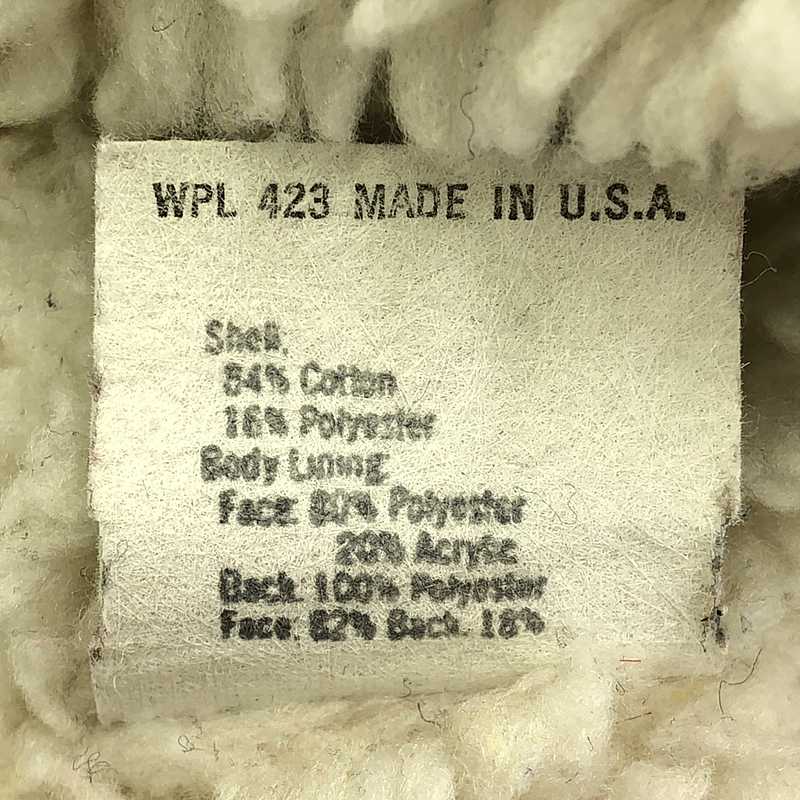 WPL 423 MADE IN U.S.A.
Shell:
84% Cotton
16% Polyester
Body Lining
Face: 80% Polyester
20% Acrylic
Back: 100% Polyester
Face: 82% Back: 18%